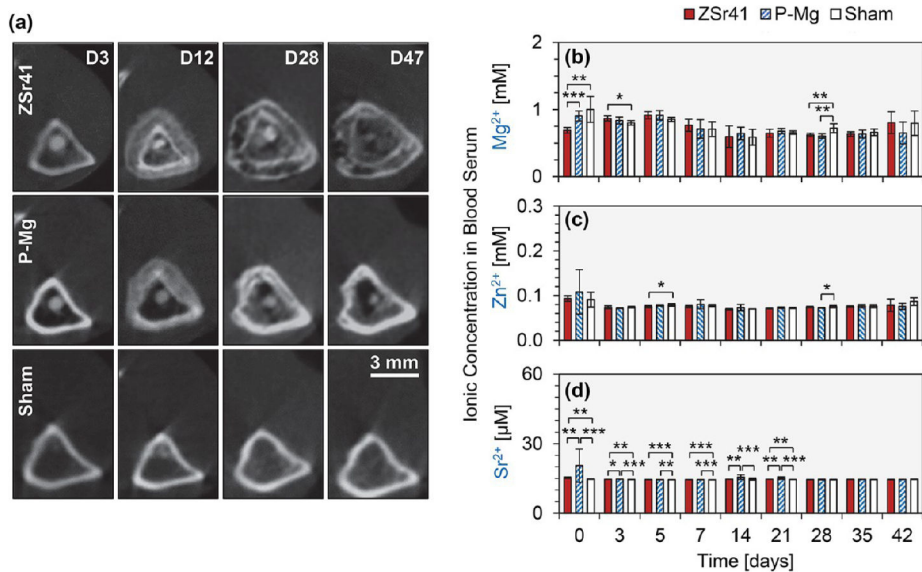 (a)
D3 D12 D28 D47
ZSr41
P-Mg
Sham
3 mm
ZSr41 P-Mg Sham
Ionic Concentration in Blood Serum
(b)
Mg²⁺ [mM]
2
1
0
** *** * ** **
(c)
Zn²⁺ [mM]
0.3
0.2
0.1
0.0
* *
(d)
Sr²⁺ [µM]
60
30
0
** ** *** ** * *** *** ** *** *** ** *** ** ** ***
0 3 5 7 14 21 28 35 42
Time [days]